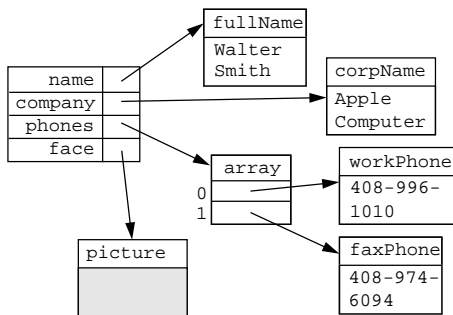 fullName
Walter
Smith
name
company
phones
face
corpName
Apple
Computer
array
0
1
workPhone
408-996-
1010
picture
faxPhone
408-974-
6094